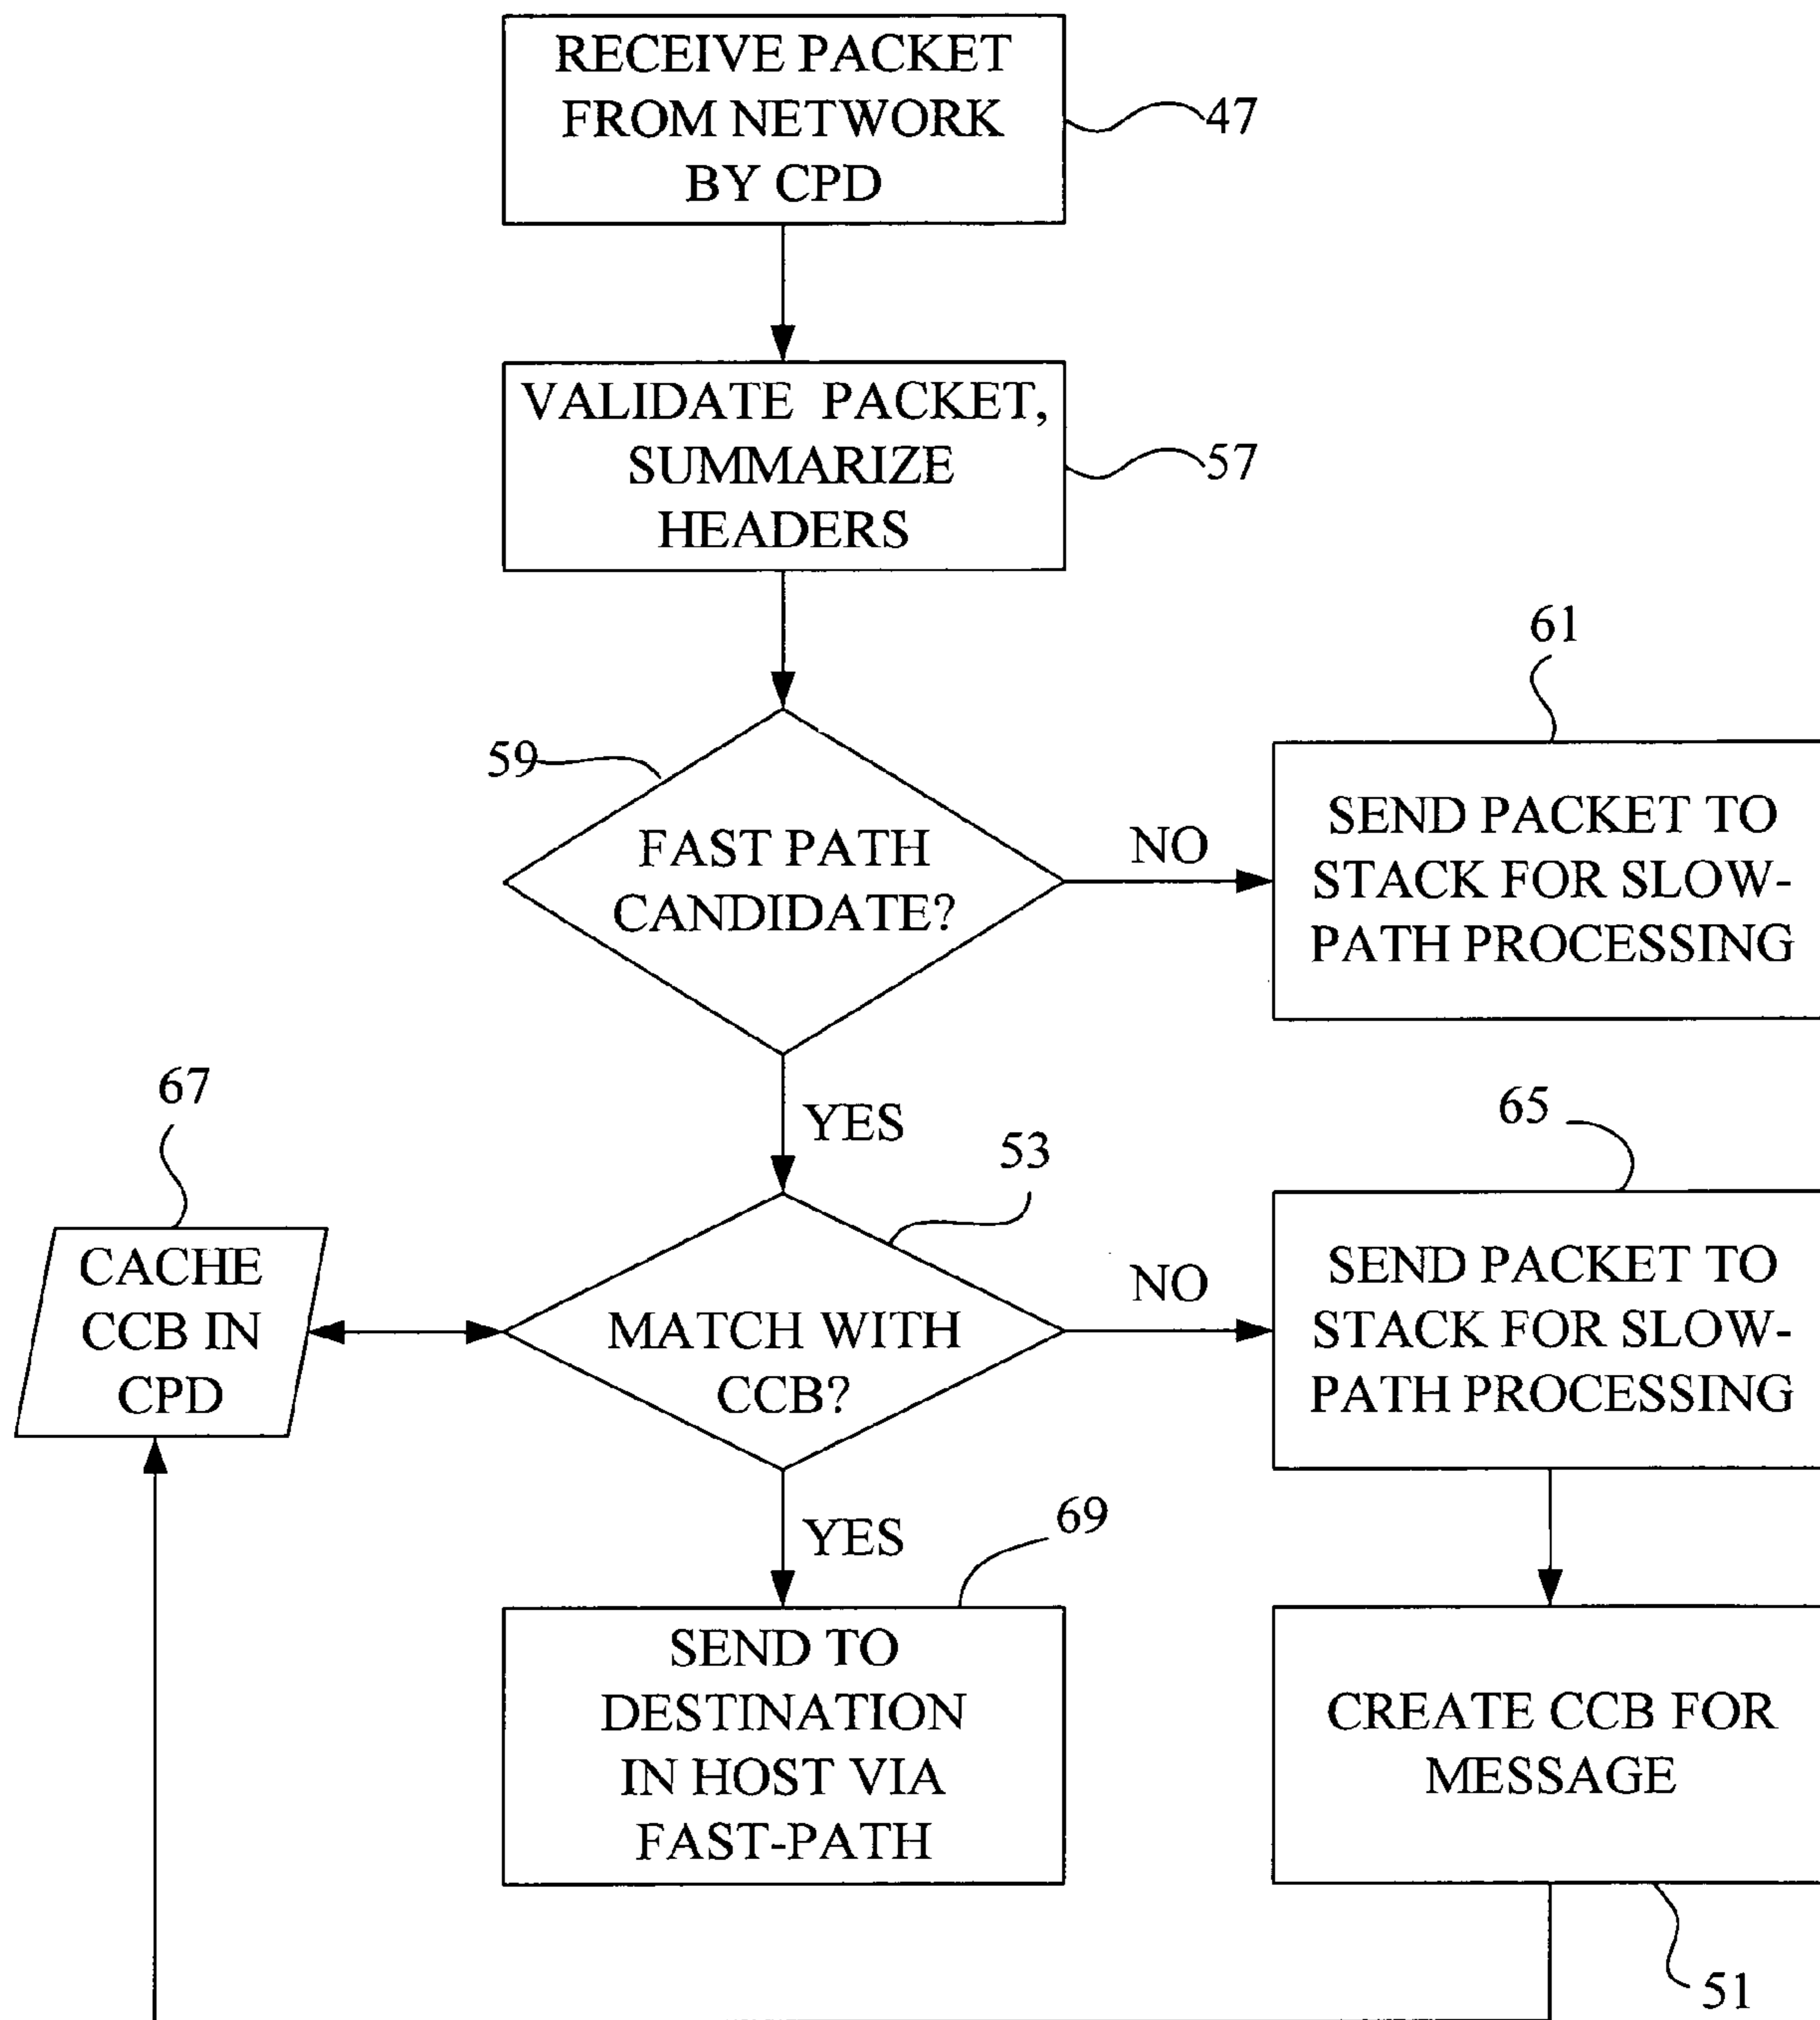 RECEIVE PACKET
FROM NETWORK
BY CPD
47
VALIDATE PACKET,
SUMMARIZE
HEADERS
57
59
FAST PATH
CANDIDATE?
NO
61
SEND PACKET TO
STACK FOR SLOW-
PATH PROCESSING
YES
67
CACHE
CCB IN
CPD
53
MATCH WITH
CCB?
NO
65
SEND PACKET TO
STACK FOR SLOW-
PATH PROCESSING
YES
69
SEND TO
DESTINATION
IN HOST VIA
FAST-PATH
CREATE CCB FOR
MESSAGE
51